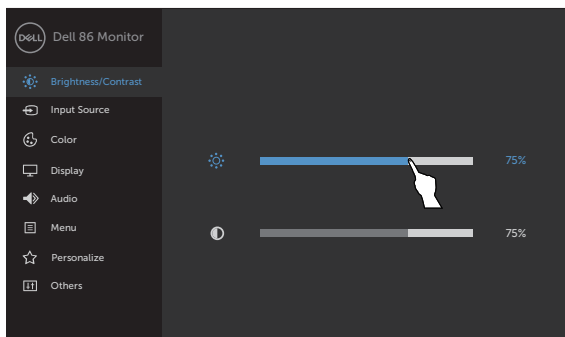 DELL Dell 86 Monitor
Brightness/Contrast
Input Source
Color
Display
75%
Audio
Menu
75%
Personalize
Others